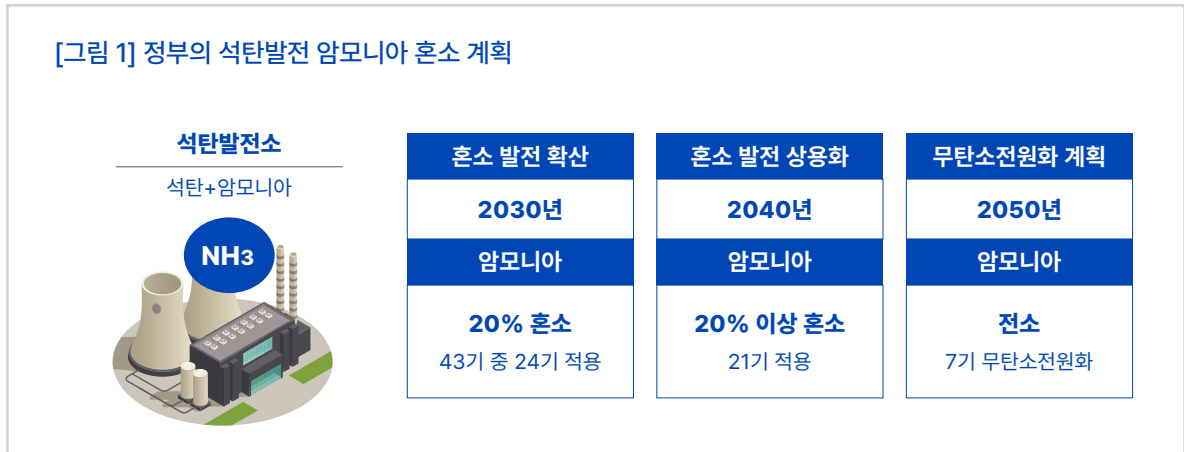 [그림 1] 정부의 석탄발전 암모니아 혼소 계획
석탄발전소
석탄+암모니아
NH3
혼소 발전 확산
2030년
암모니아
20% 혼소
43기 중 24기 적용
혼소 발전 상용화
2040년
암모니아
20% 이상 혼소
21기 적용
무탄소전원화 계획
2050년
암모니아
전소
7기 무탄소전원화